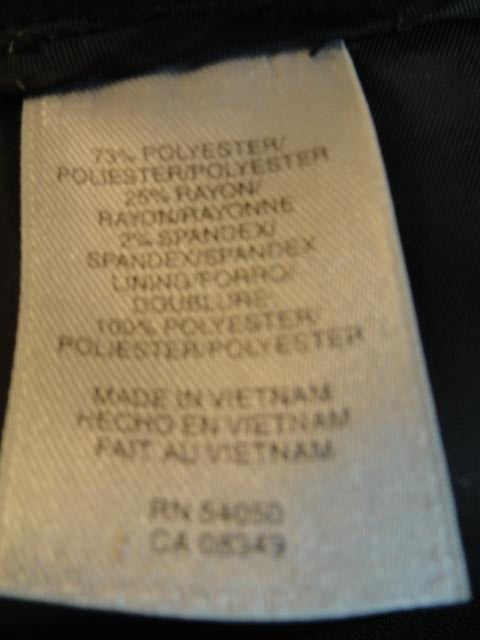 73% POLYESTER/
POLIESTER/POLYESTER
25% RAYON/
RAYON/RAYONNE
2% SPANDEX/
SPANDEX/SPANDEX
LINING/FORRO/
DOUBLURE:
100% POLYESTER/
POLIESTER/POLYESTER
MADE IN VIETNAM
HECHO EN VIETNAM
FAIT AU VIETNAM
RN 54050
CA 08349